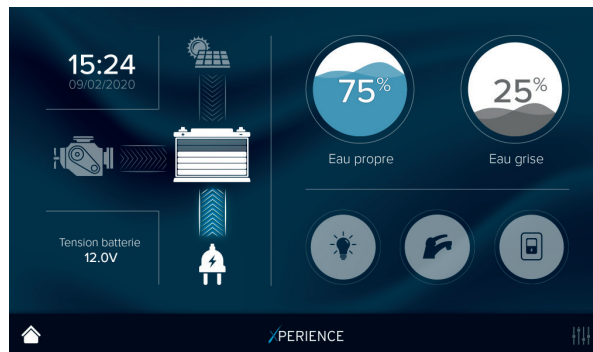 15:24
09/02/2020
Tension batterie
12.0V
75%
Eau propre
25%
Eau grise
XPERIENCE